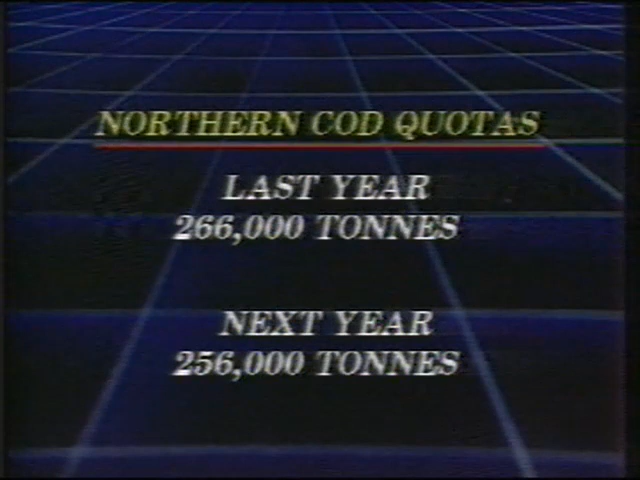 NORTHERN COD QUOTAS
LAST YEAR
266,000 TONNES
NEXT YEAR
256,000 TONNES